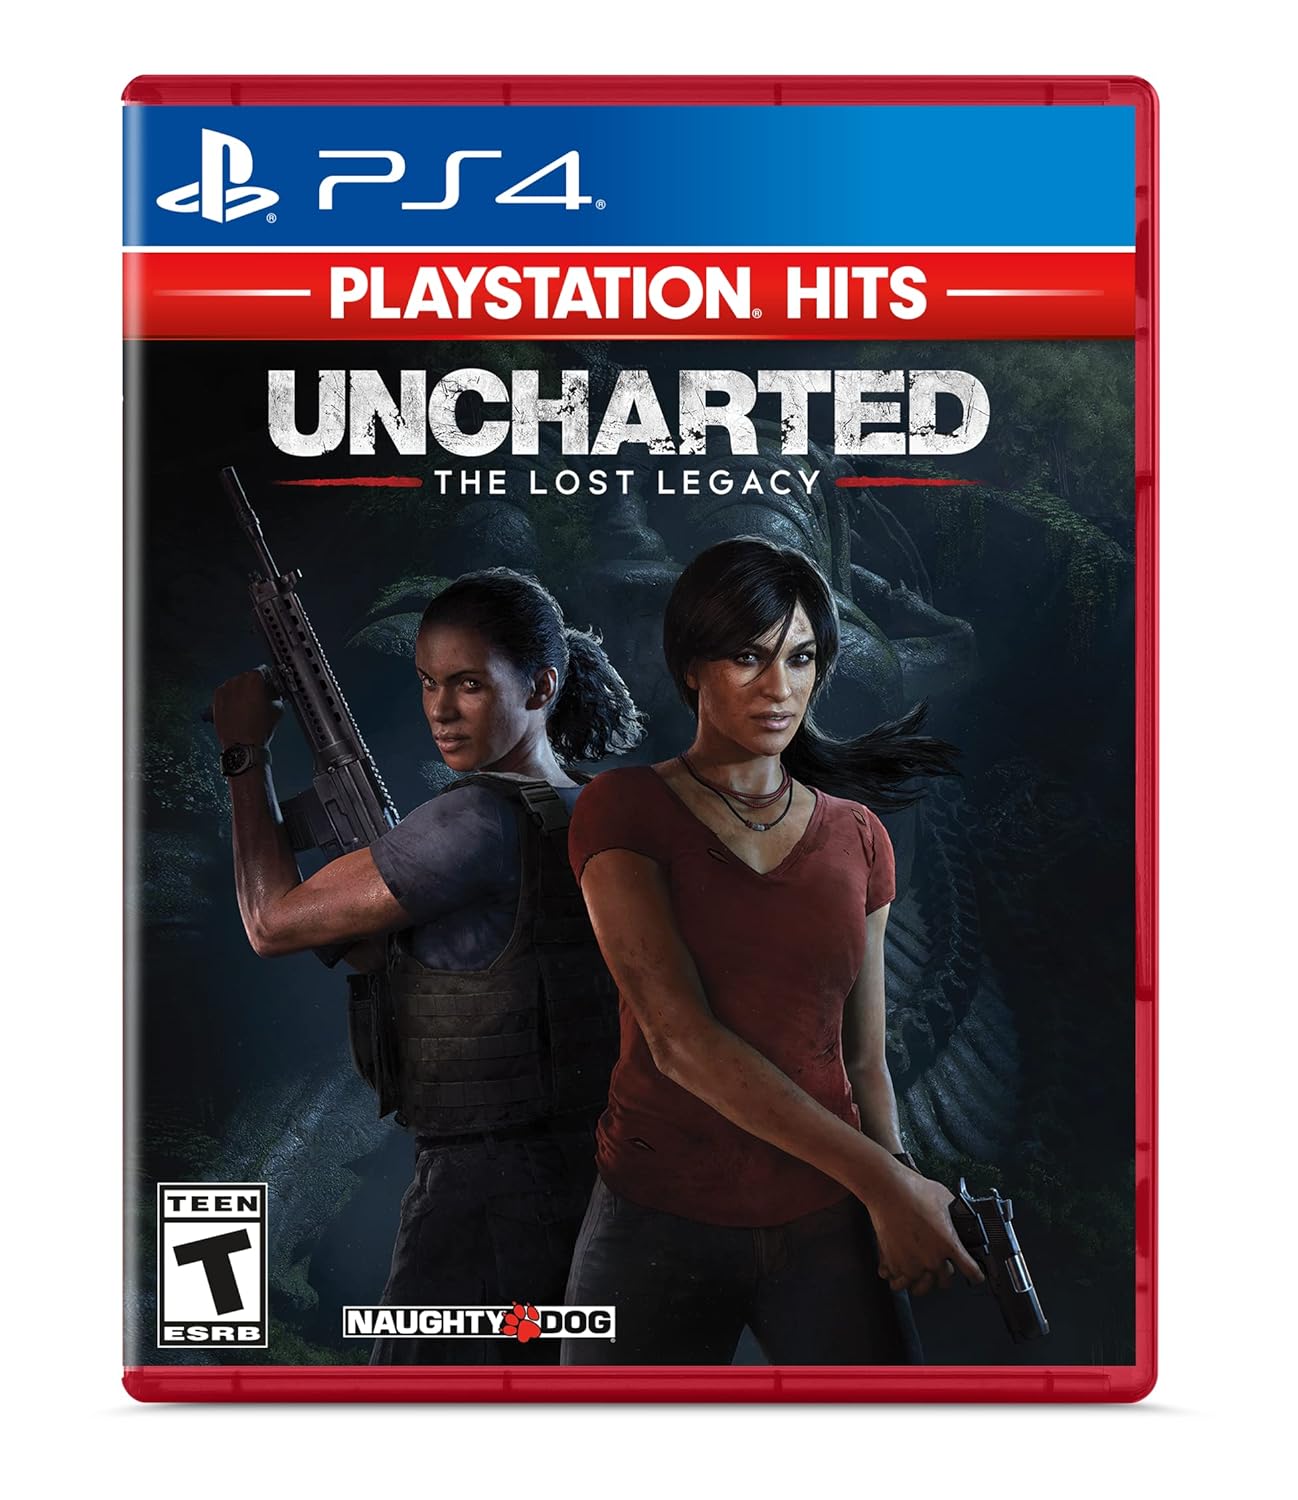 PS4®
PLAYSTATION® HITS
UNCHARTED
THE LOST LEGACY
TEEN
T
ESRB
NAUGHTY DOG